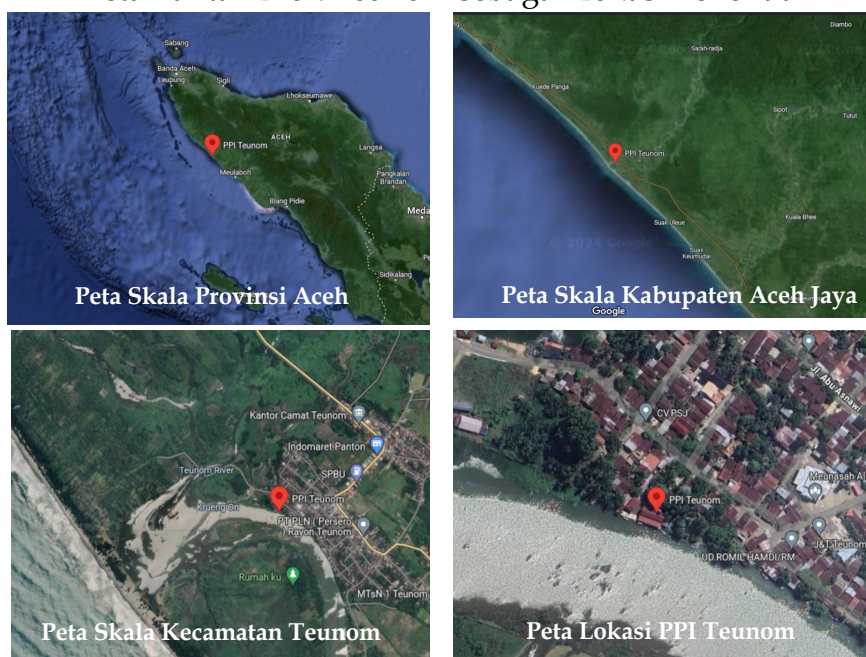 Sabang
Banda Aceh
Leupung
Sigli
Lhokseumawe
PPI Teunom
ACEH
Langsa
Meulaboh
Pangkalan
Brandan
Blang Pidie
Meda
Sidikalang
Peta Skala Provinsi Aceh
Diambo
Sarah-radja
Kuede Panga
Sipot
Tutut
PPI Teunom
Suak Uleue
Kuala Bhee
© 2024 Google
Suak
Keumudai
Peta Skala Kabupaten Aceh Jaya
Google
Kantor Camat Teunom
Indomaret Panton
SPBU
Teunom River
PPI Teunom
Krueng On
PT PLN ( Persero
) Rayon Teunom
Rumah ku
MTsN 1 Teunom
Peta Skala Kecamatan Teunom
Jl. Abu Asnawi
CV PSJ
Meunasah Al
PPI Teunom
J&T Teunom
UD.ROMIL HAMDI/RM
Peta Lokasi PPI Teunom